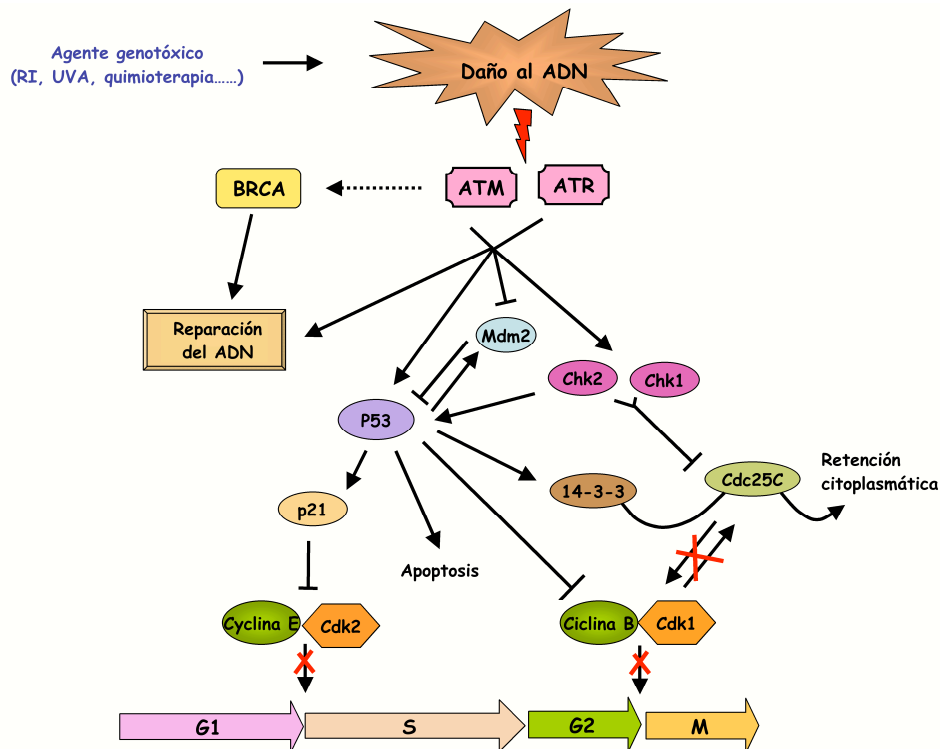 Agente genotóxico
(RI, UVA, quimioterapia……)
Daño al ADN
BRCA
ATM
ATR
Reparación
del ADN
Mdm2
Chk2
Chk1
P53
14-3-3
Cdc25C
Retención
citoplasmática
p21
Apoptosis
Cyclina E
Cdk2
Ciclina B
Cdk1
G1
S
G2
M